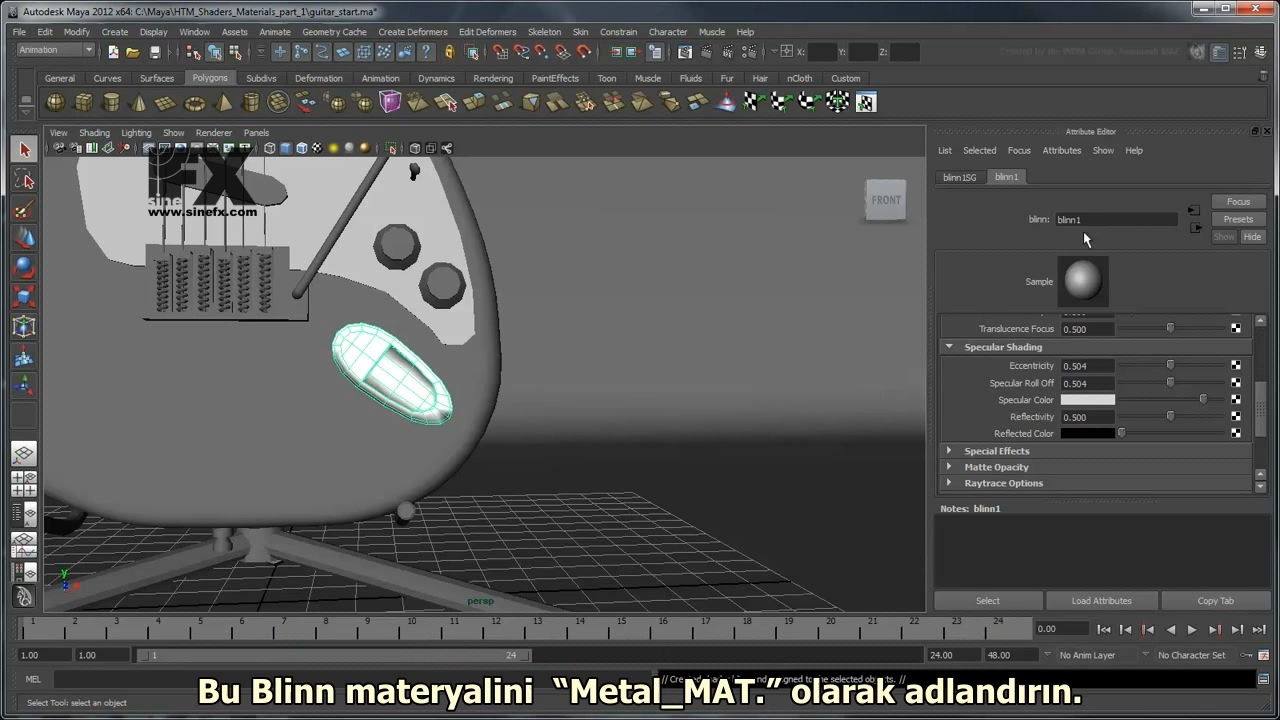 Autodesk Maya 2012 x64: C:\Maya\HTM_Shaders_Materials_part_1\guitar_start.ma*
File Edit Modify Create Display Window Assets Animate Geometry Cache Create Deformers Edit Deformers Skeleton Skin Constrain Character Muscle Help
Animation X: Y: Z:
General Curves Surfaces Polygons Subdivs Deformation Animation Dynamics Rendering PaintEffects Toon Muscle Fluids Fur Hair nCloth Custom
View Shading Lighting Show Renderer Panels
Attribute Editor
List Selected Focus Attributes Show Help
blinn1SG blinn1
Focus
blinn: blinn1 Presets
Show Hide
FX
sine
www.sinefx.com
FRONT
Sample
Translucence Focus 0.500
Specular Shading
Eccentricity 0.504
Specular Roll Off 0.504
Specular Color
Reflectivity 0.500
Reflected Color
Special Effects
Matte Opacity
Raytrace Options
Notes: blinn1
y
persp
Select Load Attributes Copy Tab
1 2 3 4 5 6 7 8 9 10 11 12 13 14 15 16 17 18 19 20 21 22 23 24 0.00
1.00 1.00 1 24 24.00 48.00 No Anim Layer No Character Set
MEL
Bu Blinn materyalini “Metal_MAT.” olarak adlandırın.
Select Tool: select an object